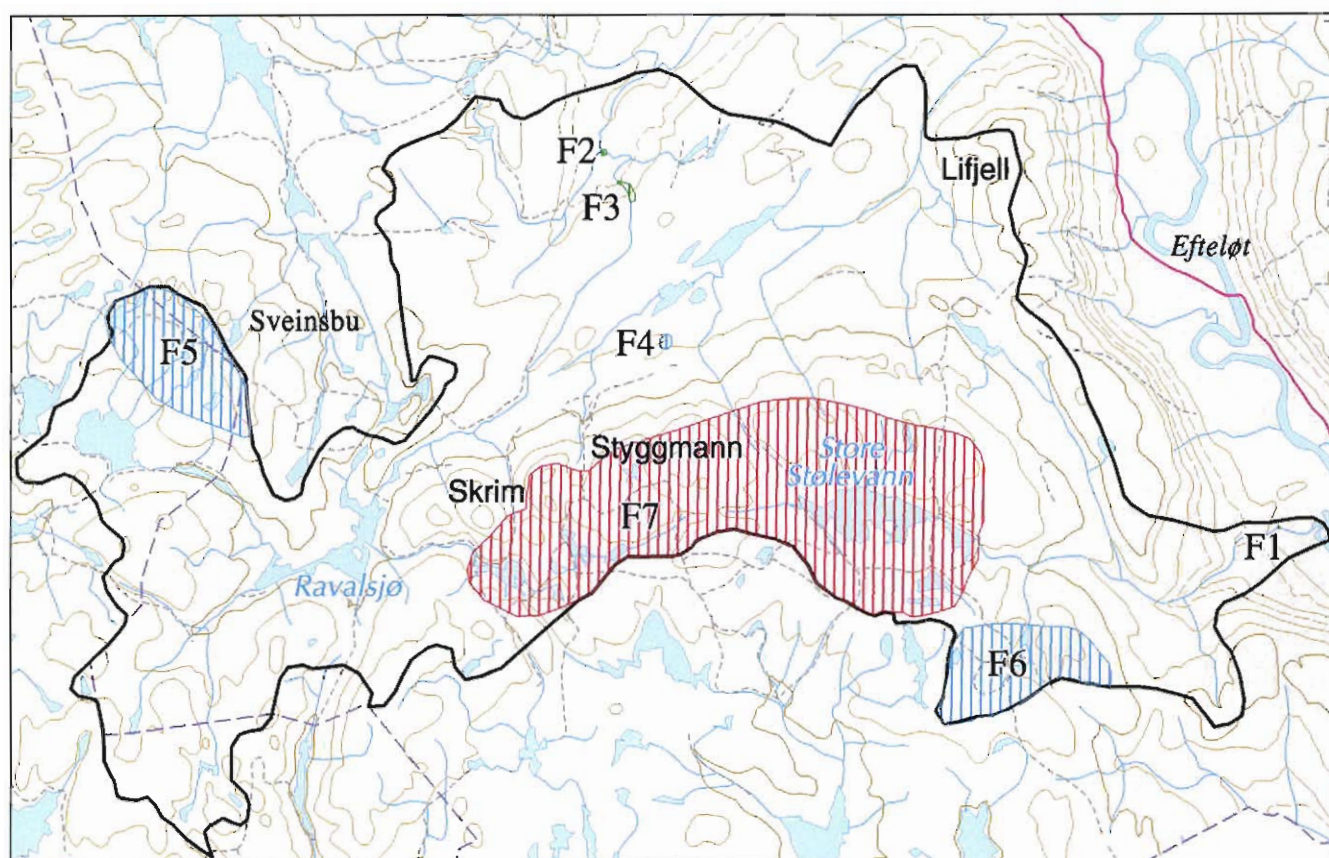 F2
Lifjell
F3
Efteløt
Sveinsbu
F4
F5
Styggmann
Store
Stølevann
Skrim
F7
F1
Ravalsjø
F6